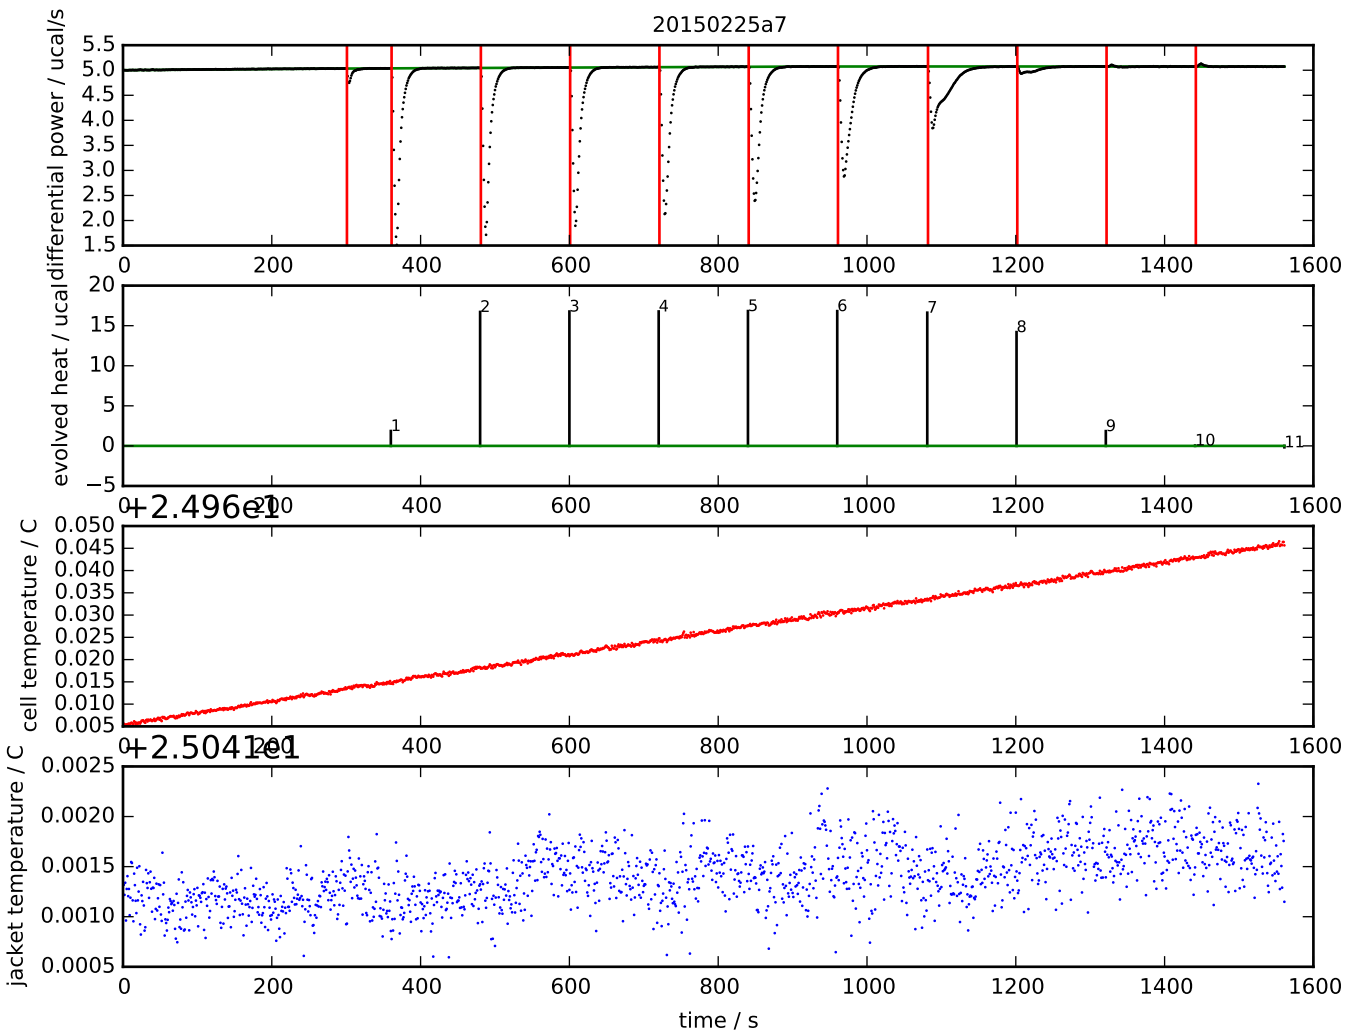 20150225a7
differential power / ucal/s
5.5
5.0
4.5
4.0
3.5
3.0
2.5
2.0
1.5
0 200 400 600 800 1000 1200 1400 1600
evolved heat / ucal
20
15
10
5
0
−5
1 2 3 4 5 6 7 8 9 10 11
0 200 400 600 800 1000 1200 1400 1600
+2.496e1
cell temperature / C
0.050
0.045
0.040
0.035
0.030
0.025
0.020
0.015
0.010
0.005
0 200 400 600 800 1000 1200 1400 1600
+2.5041e1
jacket temperature / C
0.0025
0.0020
0.0015
0.0010
0.0005
0 200 400 600 800 1000 1200 1400 1600
time / s